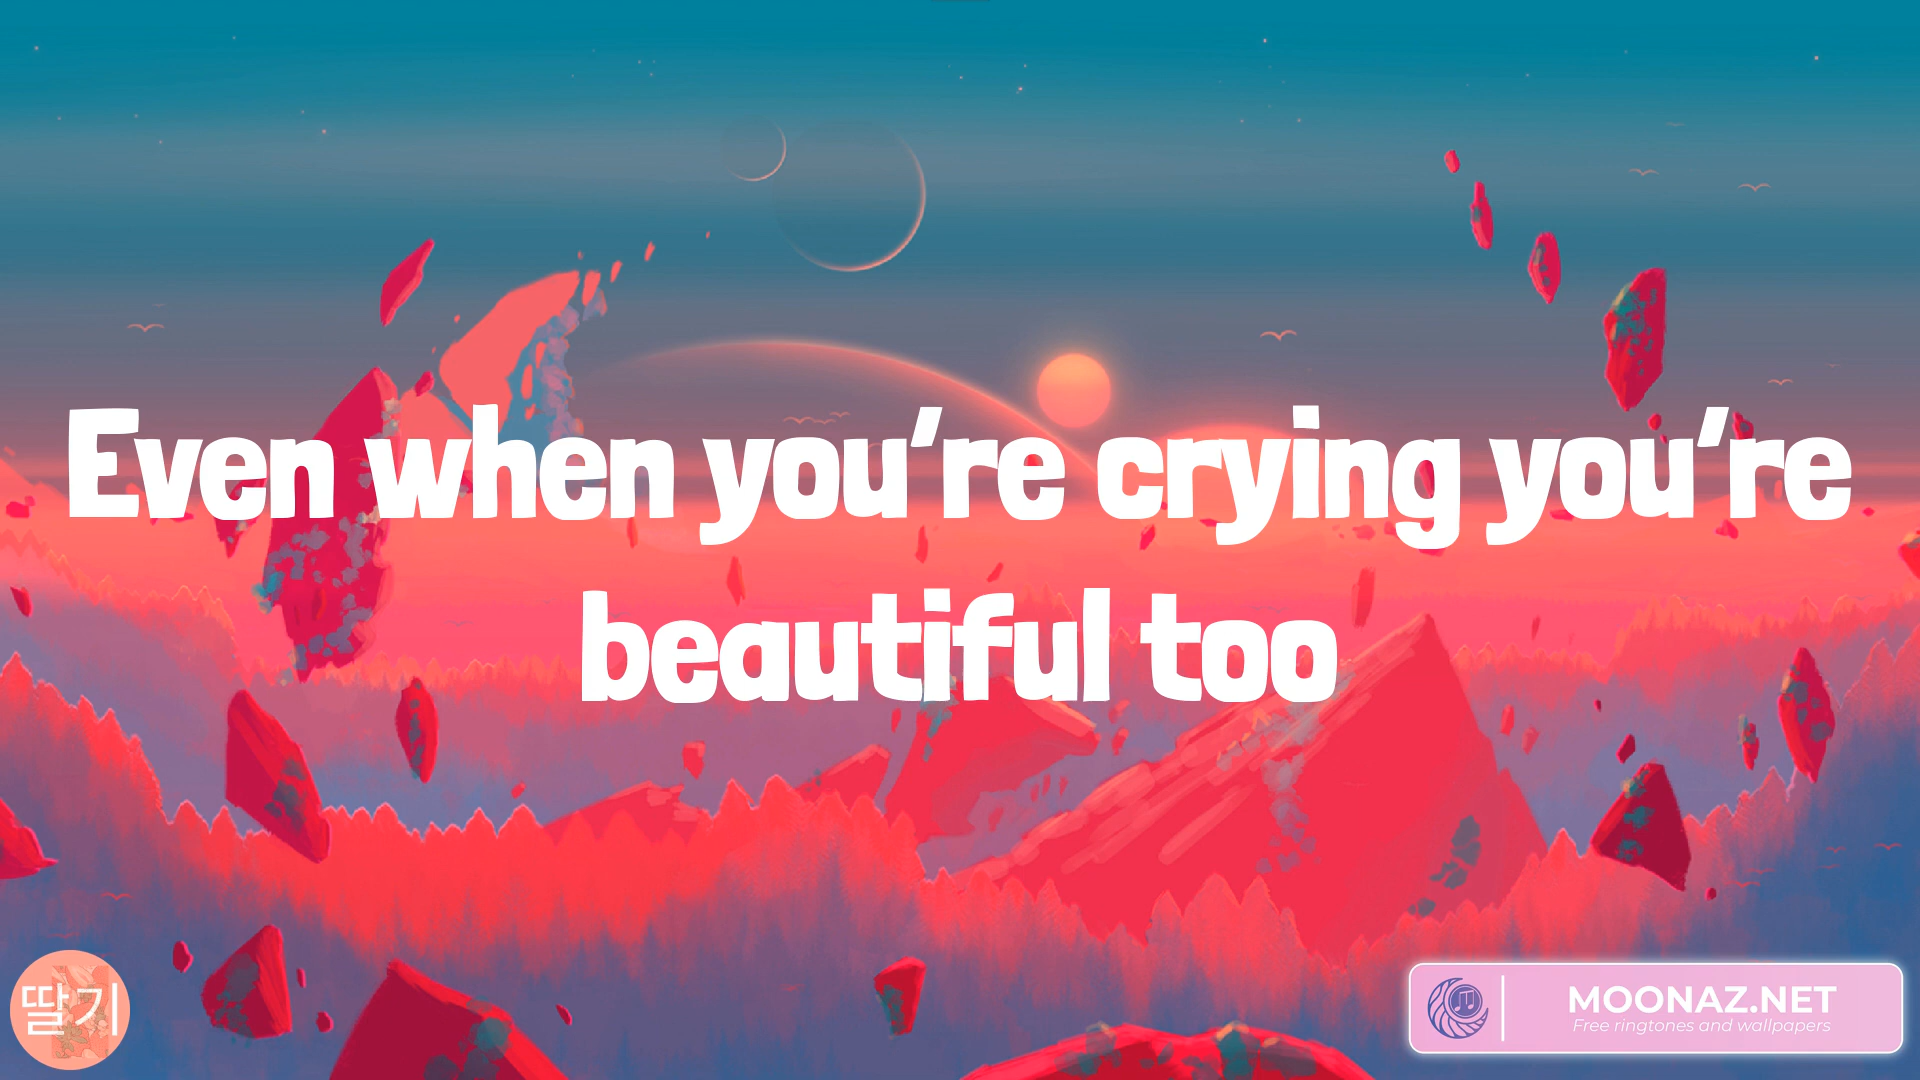 Even when you’re crying you’re
beautiful too
딸기
MOONAZ.NET
Free ringtones and wallpapers